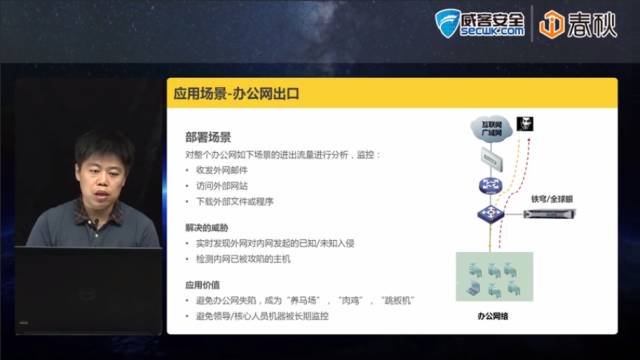 威客安全
secwk.com
春秋
应用场景-办公网出口
部署场景
对整个办公网如下场景的进出流量进行分析，监控：
• 收发外网邮件
• 访问外部网站
• 下载外部文件或程序
解决的威胁
• 实时发现外网对内网发起的已知/未知入侵
• 检测内网已被攻陷的主机
应用价值
• 避免办公网失陷，成为“养马场”，“肉鸡”，“跳板机”
• 避免领导/核心人员机器被长期监控
互联网
广域网
铁穹/全球眼
办公网络